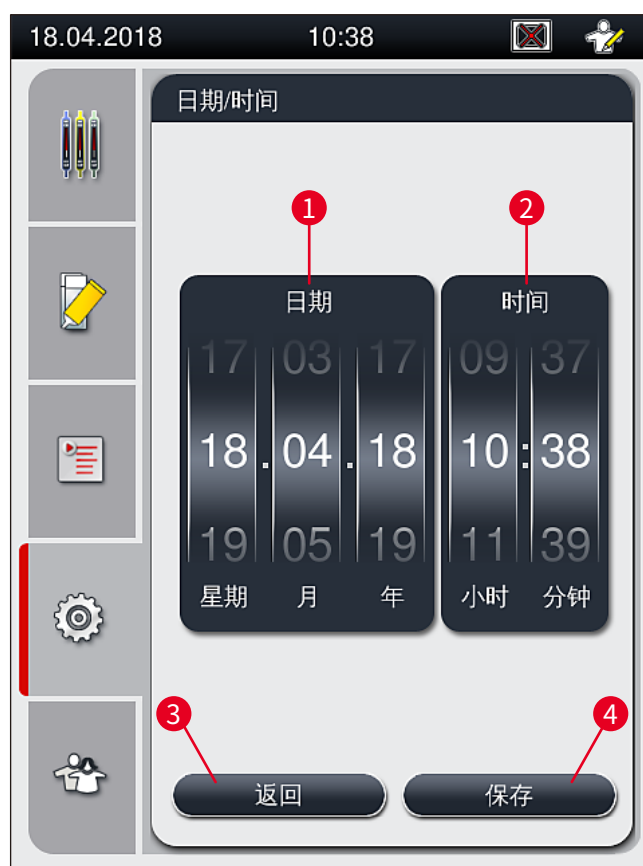 18.04.2018 10:38
日期/时间
1 2
日期 时间
17 03 17 09 37
18 . 04 . 18 10 : 38
19 05 19 11 39
星期 月 年 小时 分钟
3 4
返回 保存